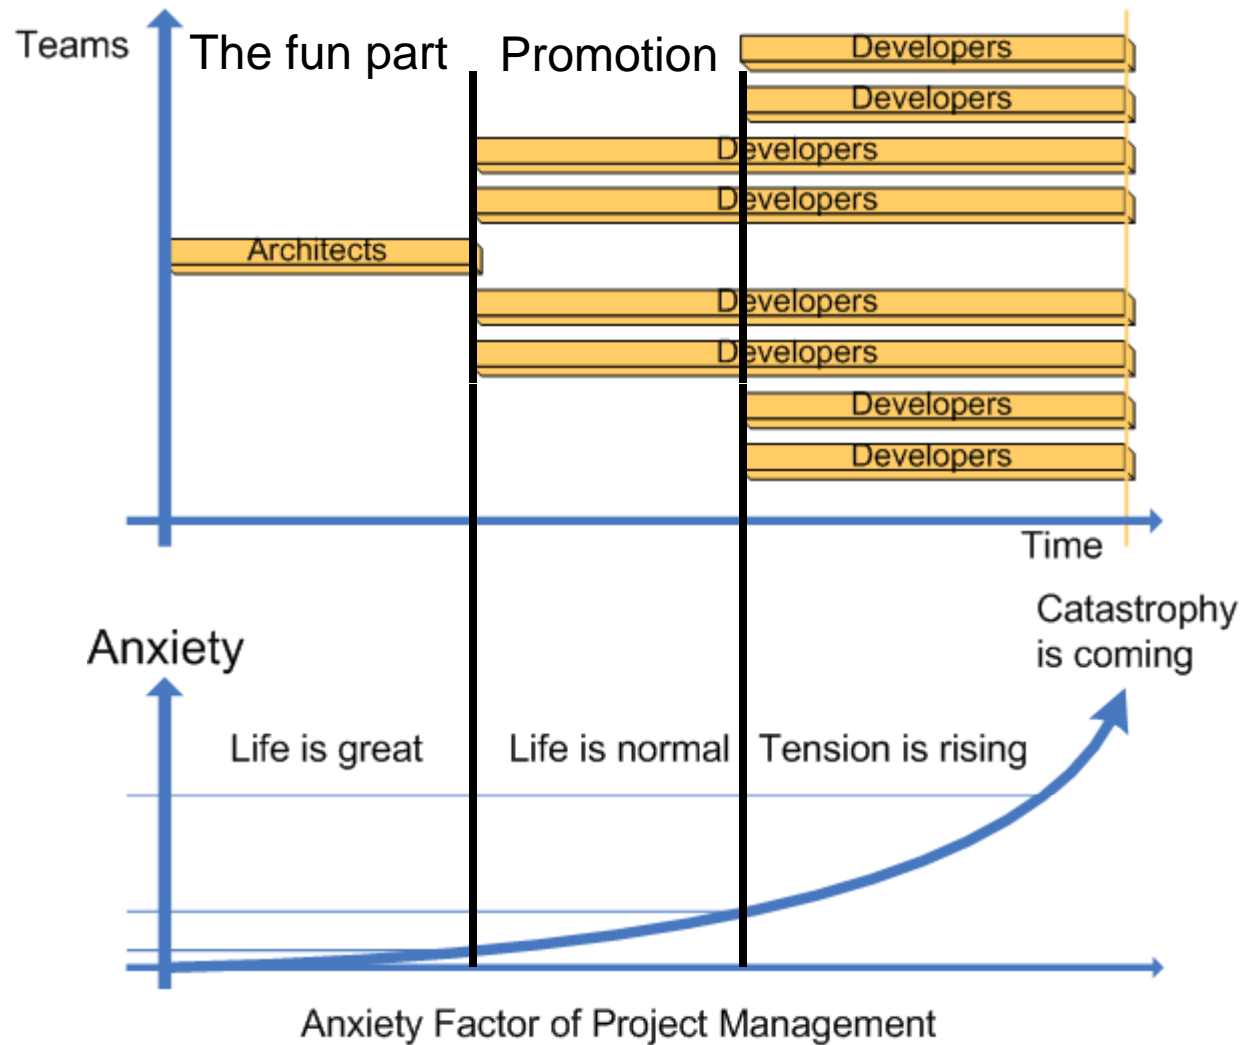 Teams
The fun part
Promotion
Developers
Developers
Developers
Developers
Architects
Developers
Developers
Developers
Developers
Time
Catastrophy
is coming
Anxiety
Life is great
Life is normal
Tension is rising
Anxiety Factor of Project Management